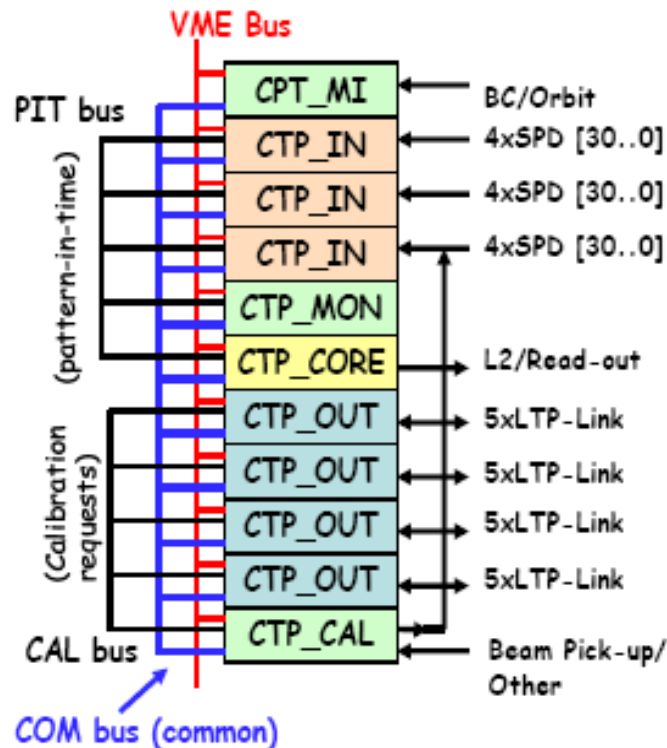 VME Bus
PIT bus
CPT_MI
BC/Orbit
CTP_IN
4xSPD [30..0]
CTP_IN
4xSPD [30..0]
CTP_IN
4xSPD [30..0]
(pattern-in-time)
CTP_MON
CTP_CORE
L2/Read-out
CTP_OUT
5xLTP-Link
CTP_OUT
5xLTP-Link
(Calibration
requests)
CTP_OUT
5xLTP-Link
CTP_OUT
5xLTP-Link
CAL bus
CTP_CAL
Beam Pick-up/
Other
COM bus (common)